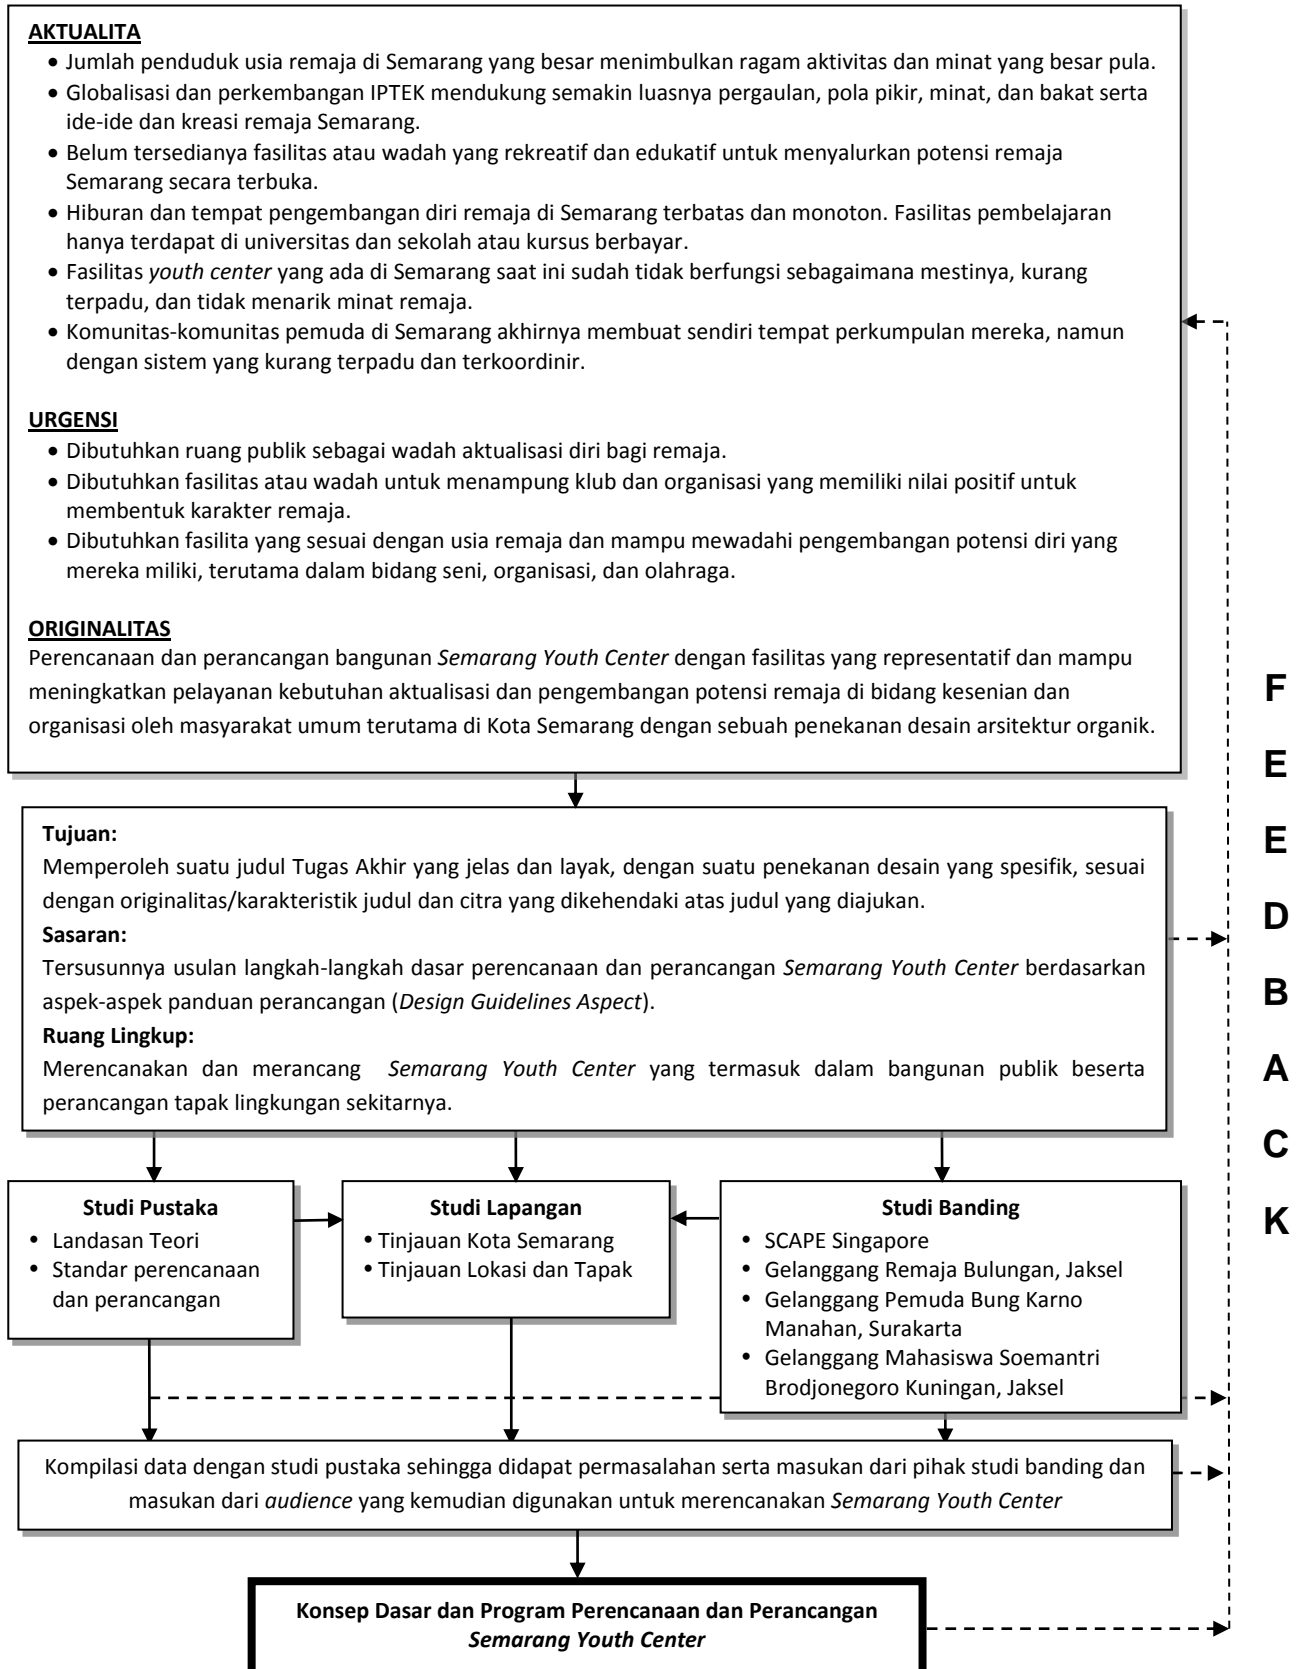 AKTUALITA
• Jumlah penduduk usia remaja di Semarang yang besar menimbulkan ragam aktivitas dan minat yang besar pula.
• Globalisasi dan perkembangan IPTEK mendukung semakin luasnya pergaulan, pola pikir, minat, dan bakat serta
ide-ide dan kreasi remaja Semarang.
• Belum tersedianya fasilitas atau wadah yang rekreatif dan edukatif untuk menyalurkan potensi remaja
Semarang secara terbuka.
• Hiburan dan tempat pengembangan diri remaja di Semarang terbatas dan monoton. Fasilitas pembelajaran
hanya terdapat di universitas dan sekolah atau kursus berbayar.
• Fasilitas youth center yang ada di Semarang saat ini sudah tidak berfungsi sebagaimana mestinya, kurang
terpadu, dan tidak menarik minat remaja.
• Komunitas-komunitas pemuda di Semarang akhirnya membuat sendiri tempat perkumpulan mereka, namun
dengan sistem yang kurang terpadu dan terkoordinir.
URGENSI
• Dibutuhkan ruang publik sebagai wadah aktualisasi diri bagi remaja.
• Dibutuhkan fasilitas atau wadah untuk menampung klub dan organisasi yang memiliki nilai positif untuk
membentuk karakter remaja.
• Dibutuhkan fasilita yang sesuai dengan usia remaja dan mampu mewadahi pengembangan potensi diri yang
mereka miliki, terutama dalam bidang seni, organisasi, dan olahraga.
ORIGINALITAS
Perencanaan dan perancangan bangunan Semarang Youth Center dengan fasilitas yang representatif dan mampu
meningkatkan pelayanan kebutuhan aktualisasi dan pengembangan potensi remaja di bidang kesenian dan
organisasi oleh masyarakat umum terutama di Kota Semarang dengan sebuah penekanan desain arsitektur organik.
Tujuan:
Memperoleh suatu judul Tugas Akhir yang jelas dan layak, dengan suatu penekanan desain yang spesifik, sesuai
dengan originalitas/karakteristik judul dan citra yang dikehendaki atas judul yang diajukan.
Sasaran:
Tersusunnya usulan langkah-langkah dasar perencanaan dan perancangan Semarang Youth Center berdasarkan
aspek-aspek panduan perancangan (Design Guidelines Aspect).
Ruang Lingkup:
Merencanakan dan merancang Semarang Youth Center yang termasuk dalam bangunan publik beserta
perancangan tapak lingkungan sekitarnya.
Studi Pustaka
• Landasan Teori
• Standar perencanaan
dan perancangan
Studi Lapangan
• Tinjauan Kota Semarang
• Tinjauan Lokasi dan Tapak
Studi Banding
• SCAPE Singapore
• Gelanggang Remaja Bulungan, Jaksel
• Gelanggang Pemuda Bung Karno
Manahan, Surakarta
• Gelanggang Mahasiswa Soemantri
Brodjonegoro Kuningan, Jaksel
Kompilasi data dengan studi pustaka sehingga didapat permasalahan serta masukan dari pihak studi banding dan
masukan dari audience yang kemudian digunakan untuk merencanakan Semarang Youth Center
Konsep Dasar dan Program Perencanaan dan Perancangan
Semarang Youth Center
F
E
E
D
B
A
C
K